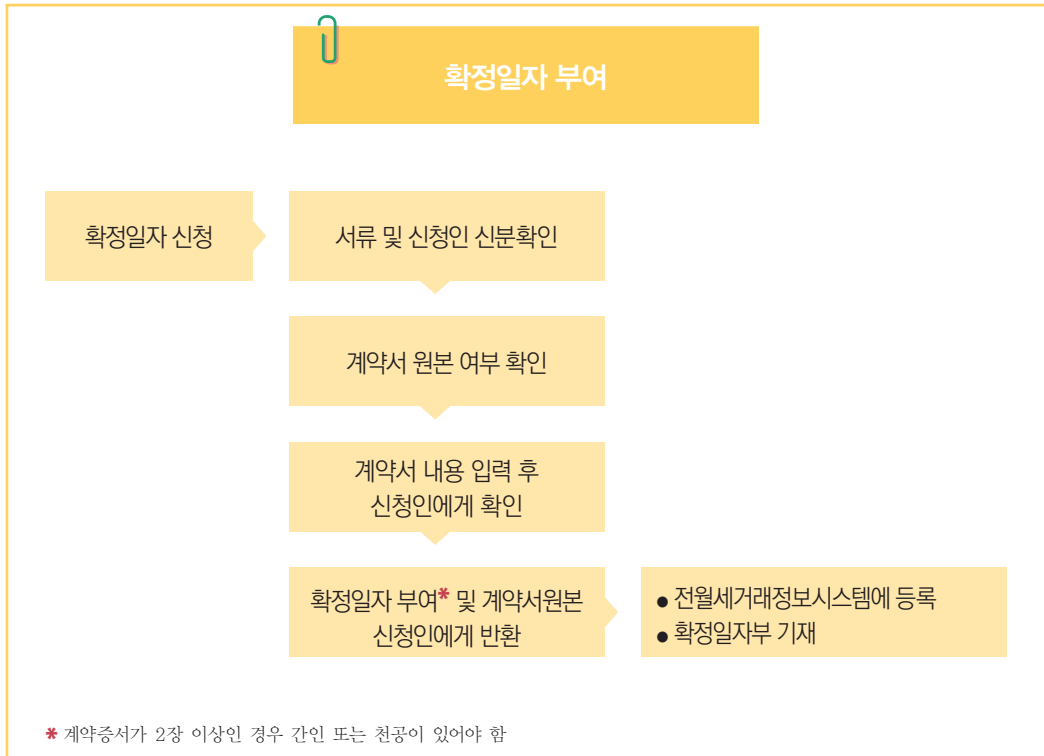 확정일자 부여
확정일자 신청
서류 및 신청인 신분확인
계약서 원본 여부 확인
계약서 내용 입력 후
신청인에게 확인
확정일자 부여* 및 계약서원본
신청인에게 반환
● 전월세거래정보시스템에 등록
● 확정일자부 기재
* 계약증서가 2장 이상인 경우 간인 또는 천공이 있어야 함